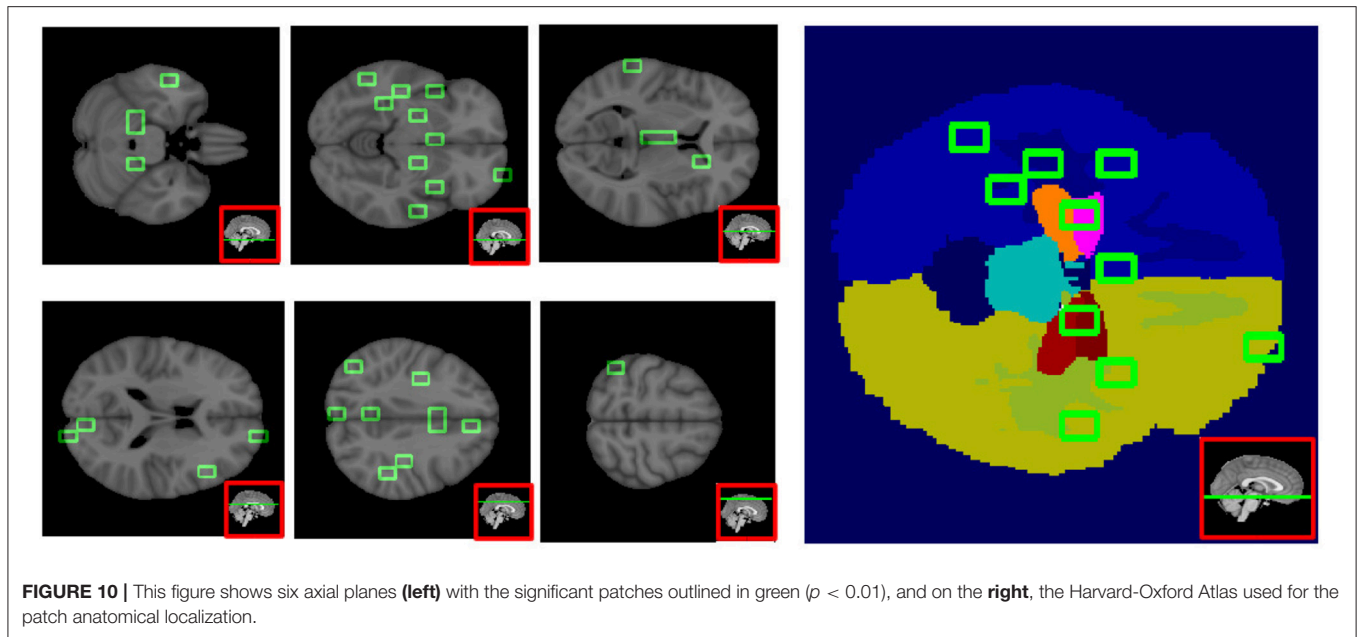 FIGURE 10 | This figure shows six axial planes (left) with the significant patches outlined in green (p < 0.01), and on the right, the Harvard-Oxford Atlas used for the
patch anatomical localization.